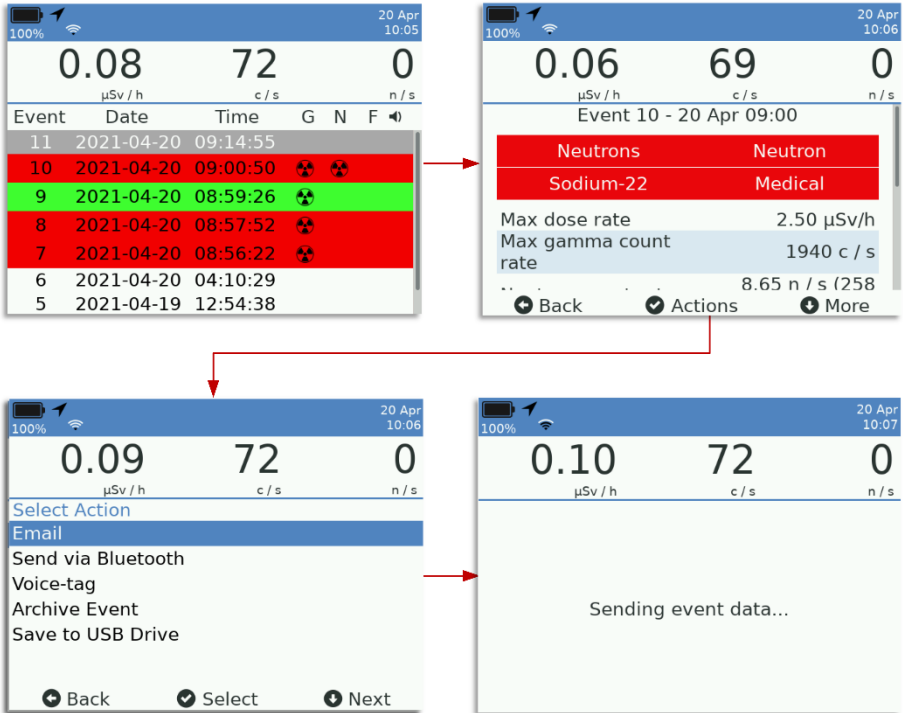 20 Apr
100% 10:05
0.08 72 0
µSv / h c / s n / s
Event Date Time G N F
11 2021-04-20 09:14:55
10 2021-04-20 09:00:50
9 2021-04-20 08:59:26
8 2021-04-20 08:57:52
7 2021-04-20 08:56:22
6 2021-04-20 04:10:29
5 2021-04-19 12:54:38
20 Apr
100% 10:06
0.06 69 0
µSv / h c / s n / s
Event 10 - 20 Apr 09:00
Neutrons Neutron
Sodium-22 Medical
Max dose rate 2.50 µSv/h
Max gamma count
rate 1940 c / s
8.65 n / s (258
Back Actions More
20 Apr
100% 10:06
0.09 72 0
µSv / h c / s n / s
Select Action
Email
Send via Bluetooth
Voice-tag
Archive Event
Save to USB Drive
Back Select Next
20 Apr
100% 10:07
0.10 72 0
µSv / h c / s n / s
Sending event data...